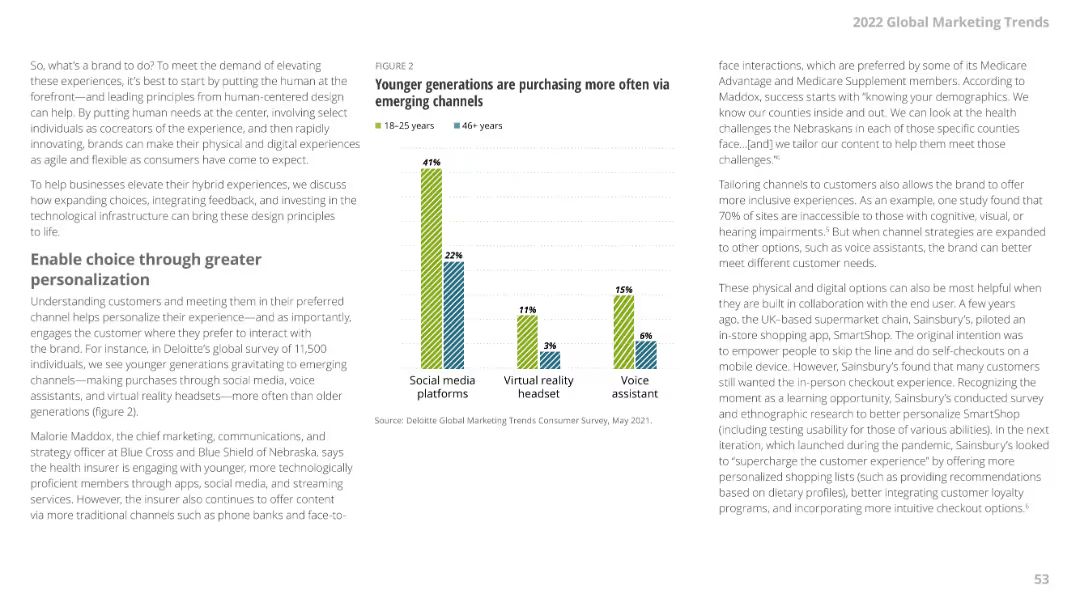 2022 Global Marketing Trends
So, what's a brand to do? To meet the demand of elevating
these experiences, it's best to start by putting the human at the
forefront—and leading principles from human-centered design
can help. By putting human needs at the center, involving select
individuals as cocreators of the experience, and then rapidly
innovating, brands can make their physical and digital experiences
as agile and flexible as consumers have come to expect.
To help businesses elevate their hybrid experiences, we discuss
how expanding choices, integrating feedback, and investing in the
technological infrastructure can bring these design principles
to life.
Enable choice through greater
personalization
Understanding customers and meeting them in their preferred
channel helps personalize their experience—and as importantly,
engages the customer where they prefer to interact with
the brand. For instance, in Deloitte's global survey of 11,500
individuals, we see younger generations gravitating to emerging
channels—making purchases through social media, voice
assistants, and virtual reality headsets—more often than older
generations (figure 2).
Malorie Maddox, the chief marketing, communications, and
strategy officer at Blue Cross and Blue Shield of Nebraska, says
the health insurer is engaging with younger, more technologically
proficient members through apps, social media, and streaming
services. However, the insurer also continues to offer content
via more traditional channels such as phone banks and face-to-
FIGURE 2
Younger generations are purchasing more often via
emerging channels
18–25 years 46+ years
41%
22%
11%
3%
15%
6%
Social media
platforms
Virtual reality
headset
Voice
assistant
Source: Deloitte Global Marketing Trends Consumer Survey, May 2021.
face interactions, which are preferred by some of its Medicare
Advantage and Medicare Supplement members. According to
Maddox, success starts with "knowing your demographics. We
know our counties inside and out. We can look at the health
challenges the Nebraskans in each of those specific counties
face...[and] we tailor our content to help them meet those
challenges."⁴
Tailoring channels to customers also allows the brand to offer
more inclusive experiences. As an example, one study found that
70% of sites are inaccessible to those with cognitive, visual, or
hearing impairments.⁵ But when channel strategies are expanded
to other options, such as voice assistants, the brand can better
meet different customer needs.
These physical and digital options can also be most helpful when
they are built in collaboration with the end user. A few years
ago, the UK–based supermarket chain, Sainsbury's, piloted an
in-store shopping app, SmartShop. The original intention was
to empower people to skip the line and do self-checkouts on a
mobile device. However, Sainsbury's found that many customers
still wanted the in-person checkout experience. Recognizing the
moment as a learning opportunity, Sainsbury's conducted survey
and ethnographic research to better personalize SmartShop
(including testing usability for those of various abilities). In the next
iteration, which launched during the pandemic, Sainsbury's looked
to "supercharge the customer experience" by offering more
personalized shopping lists (such as providing recommendations
based on dietary profiles), better integrating customer loyalty
programs, and incorporating more intuitive checkout options.⁶
53